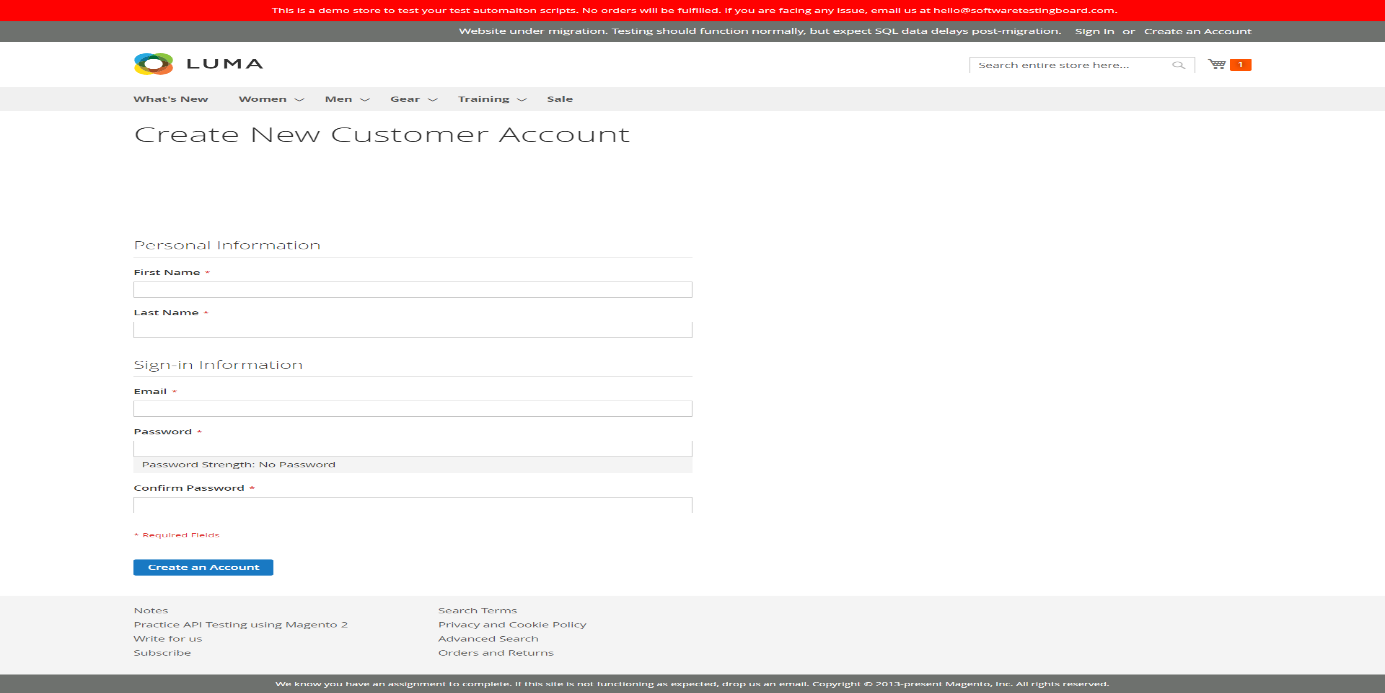 This is a demo store to test your test automaiton scripts. No orders will be fulfilled. If you are facing any issue, email us at hello@softwaretestingboard.com.
Website under migration. Testing should function normally, but expect SQL data delays post-migration. Sign In or Create an Account
LUMA
Search entire store here...
1
What's New Women Men Gear Training Sale
Create New Customer Account
Personal Information
First Name *
Last Name *
Sign-in Information
Email *
Password *
Password Strength: No Password
Confirm Password *
* Required Fields
Create an Account
Notes
Practice API Testing using Magento 2
Write for us
Subscribe
Search Terms
Privacy and Cookie Policy
Advanced Search
Orders and Returns
We know you have an assignment to complete. If this site is not functioning as expected, drop us an email. Copyright © 2013-present Magento, Inc. All rights reserved.